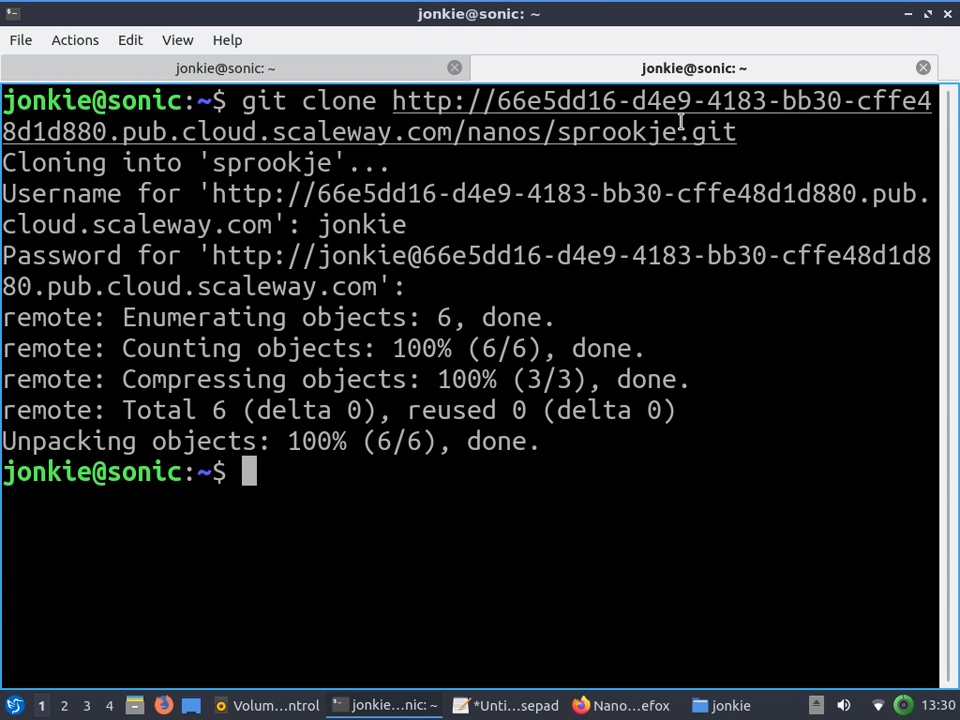 jonkie@sonic: ~
File Actions Edit View Help
jonkie@sonic: ~ jonkie@sonic: ~
jonkie@sonic:~$ git clone http://66e5dd16-d4e9-4183-bb30-cffe4
8d1d880.pub.cloud.scaleway.com/nanos/sprookje.git
Cloning into 'sprookje'...
Username for 'http://66e5dd16-d4e9-4183-bb30-cffe48d1d880.pub.
cloud.scaleway.com': jonkie
Password for 'http://jonkie@66e5dd16-d4e9-4183-bb30-cffe48d1d8
80.pub.cloud.scaleway.com':
remote: Enumerating objects: 6, done.
remote: Counting objects: 100% (6/6), done.
remote: Compressing objects: 100% (3/3), done.
remote: Total 6 (delta 0), reused 0 (delta 0)
Unpacking objects: 100% (6/6), done.
jonkie@sonic:~$
1 2 3 4 Volum...ntrol jonkie...nic: ~ *Unti...sepad Nano...efox jonkie 13:30